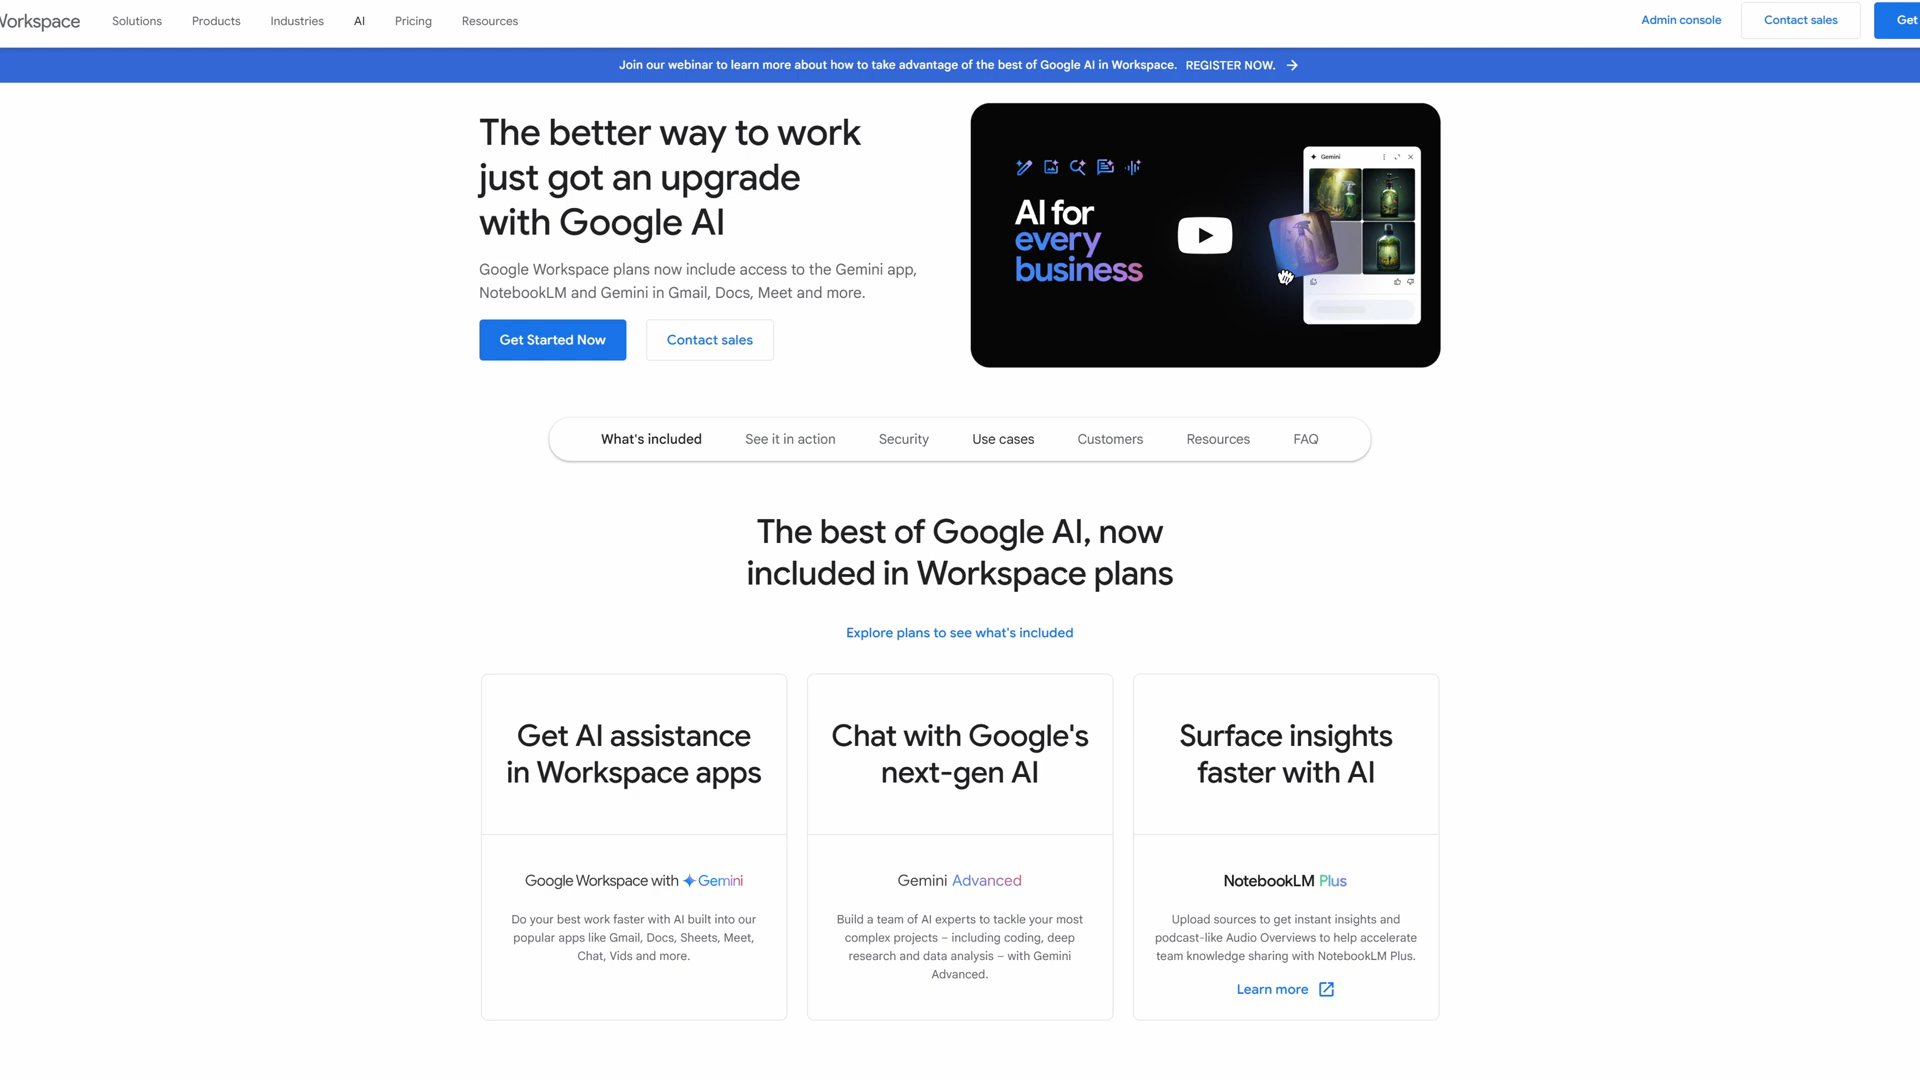 Workspace
Solutions
Products
Industries
AI
Pricing
Resources
Admin console
Contact sales
Get
Join our webinar to learn more about how to take advantage of the best of Google AI in Workspace. REGISTER NOW.
The better way to work
just got an upgrade
with Google AI
Google Workspace plans now include access to the Gemini app,
NotebookLM and Gemini in Gmail, Docs, Meet and more.
Get Started Now
Contact sales
AI for
every
business
Gemini
What's included
See it in action
Security
Use cases
Customers
Resources
FAQ
The best of Google AI, now
included in Workspace plans
Explore plans to see what's included
Get AI assistance
in Workspace apps
Google Workspace with Gemini
Do your best work faster with AI built into our
popular apps like Gmail, Docs, Sheets, Meet,
Chat, Vids and more.
Chat with Google's
next-gen AI
Gemini Advanced
Build a team of AI experts to tackle your most
complex projects – including coding, deep
research and data analysis – with Gemini
Advanced.
Surface insights
faster with AI
NotebookLM Plus
Upload sources to get instant insights and
podcast-like Audio Overviews to help accelerate
team knowledge sharing with NotebookLM Plus.
Learn more